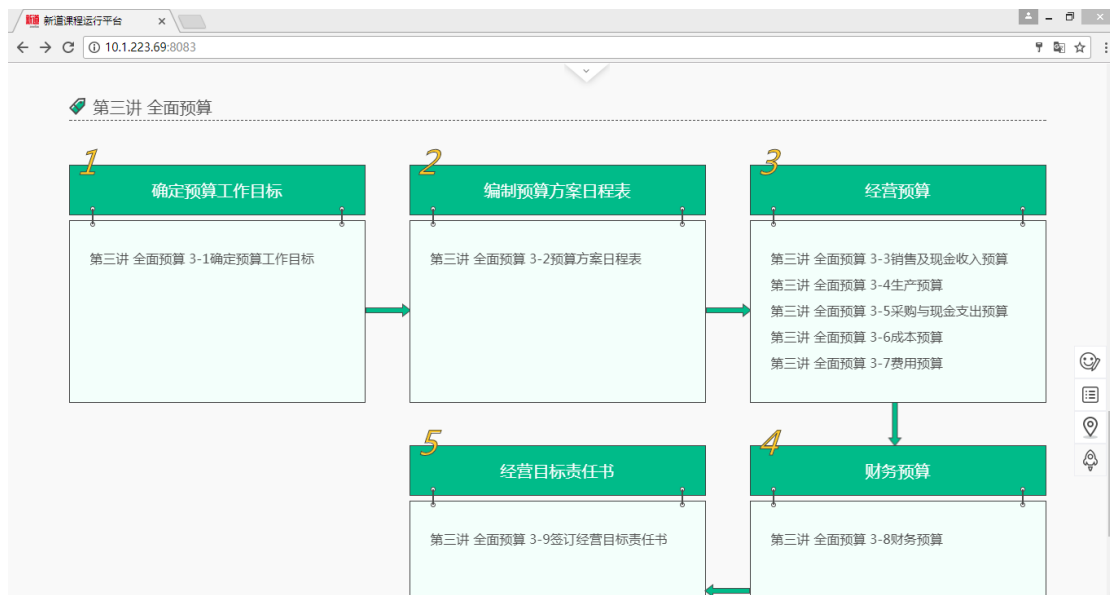 新道 新道课程运行平台
10.1.223.69:8083
第三讲 全面预算
1
确定预算工作目标
第三讲 全面预算 3-1确定预算工作目标
2
编制预算方案日程表
第三讲 全面预算 3-2预算方案日程表
3
经营预算
第三讲 全面预算 3-3销售及现金收入预算
第三讲 全面预算 3-4生产预算
第三讲 全面预算 3-5采购与现金支出预算
第三讲 全面预算 3-6成本预算
第三讲 全面预算 3-7费用预算
4
财务预算
第三讲 全面预算 3-8财务预算
5
经营目标责任书
第三讲 全面预算 3-9签订经营目标责任书